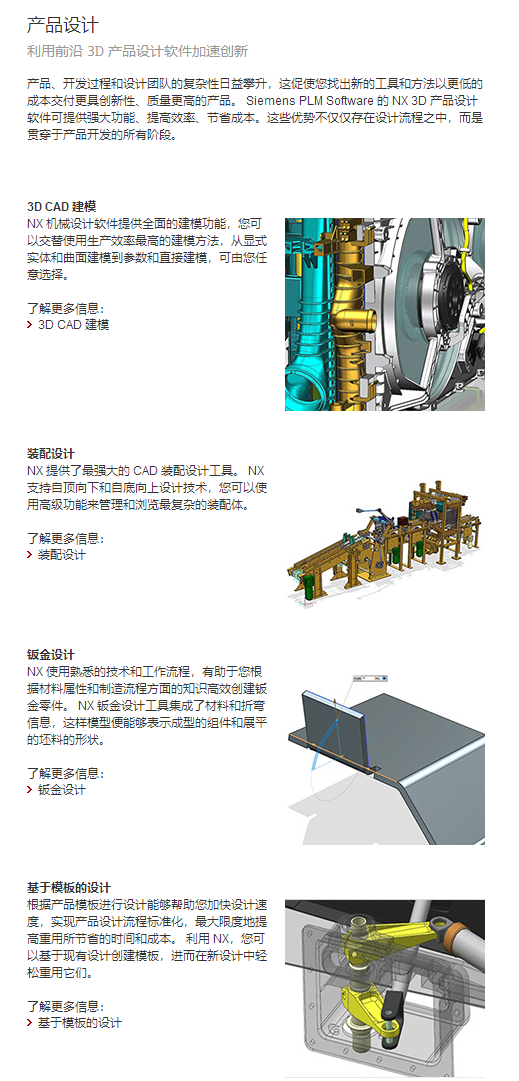 产品设计
利用前沿 3D 产品设计软件加速创新
产品、开发过程和设计团队的复杂性日益攀升，这促使您找出新的工具和方法以更低的
成本交付更具创新性、质量更高的产品。 Siemens PLM Software 的 NX 3D 产品设计
软件可提供强大功能、提高效率、节省成本。这些优势不仅仅存在设计流程之中，而是
贯穿于产品开发的所有阶段。
3D CAD 建模
NX 机械设计软件提供全面的建模功能，您可
以交替使用生产效率最高的建模方法，从显式
实体和曲面建模到参数和直接建模，可由您任
意选择。
了解更多信息：
3D CAD 建模
装配设计
NX 提供了最强大的 CAD 装配设计工具。 NX
支持自顶向下和自底向上设计技术，您可以使
用高级功能来管理和浏览最复杂的装配体。
了解更多信息：
装配设计
钣金设计
NX 使用熟悉的技术和工作流程，有助于您根
据材料属性和制造流程方面的知识高效创建钣
金零件。 NX 钣金设计工具集成了材料和折弯
信息，这样模型便能够表示成型的组件和展平
的坯料的形状。
了解更多信息：
钣金设计
基于模板的设计
根据产品模板进行设计能够帮助您加快设计速
度，实现产品设计流程标准化，最大限度地提
高重用所节省的时间和成本。 利用 NX，您可
以基于现有设计创建模板，进而在新设计中轻
松重用它们。
了解更多信息：
基于模板的设计